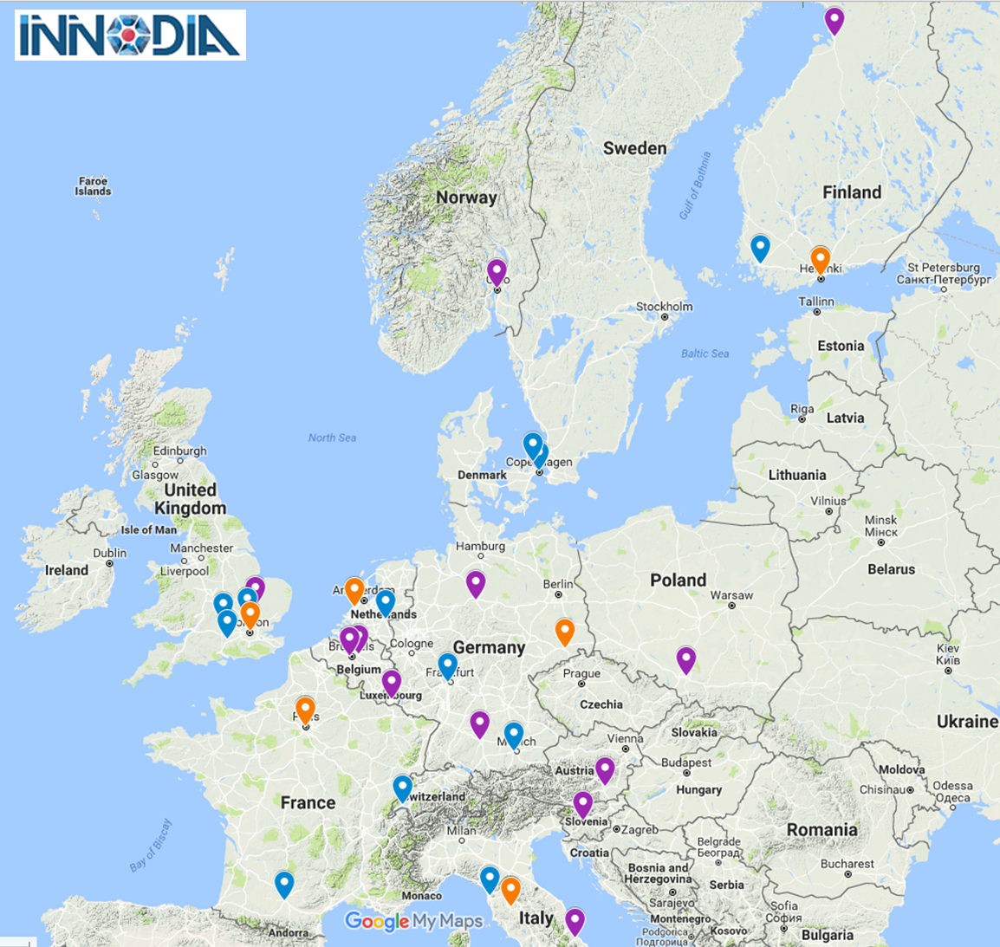 INNODIA
Sweden
Faroe
Islands
Norway
Gulf of Bothnia
Finland
St Petersburg
Санкт-Петербург
Tallinn
Stockholm
Estonia
Baltic Sea
Riga
Latvia
North Sea
Edinburgh
Glasgow
Denmark
Lithuania
Vilnius
United
Kingdom
Minsk
Мінск
Isle of Man
Hamburg
Manchester
Dublin
Liverpool
Ireland
Belarus
Poland
Berlin
Warsaw
Cologne
Germany
Kiev
Київ
Belgium
Prague
Czechia
Ukraine
Slovakia
Vienna
Austria
Budapest
Moldova
Hungary
Chisinau
Odessa
Одеса
France
Slovenia
Zagreb
Romania
Milan
Bay of Biscay
Croatia
Belgrade
Београд
Bosnia and
Herzegovina
Bucharest
Serbia
Monaco
Sarajevo
Sofia
София
Google My Maps
Italy
Montenegro
Andorra
Podgorica
Подгорица
Kosovo
Bulgaria